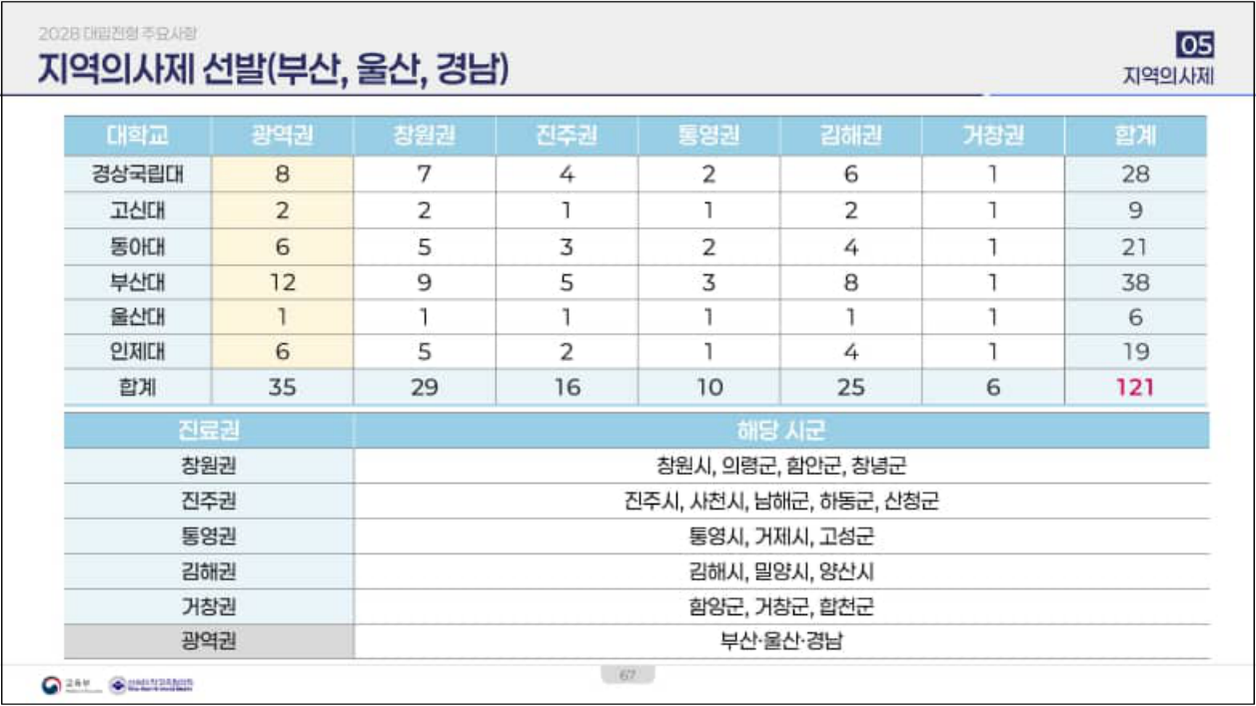 2028 대입전형 주요사항
지역의사제 선발(부산, 울산, 경남)
05
지역의사제
대학교 광역권 창원권 진주권 통영권 김해권 거창권 합계
경상국립대 8 7 4 2 6 1 28
고신대 2 2 1 1 2 1 9
동아대 6 5 3 2 4 1 21
부산대 12 9 5 3 8 1 38
울산대 1 1 1 1 1 1 6
인제대 6 5 2 1 4 1 19
합계 35 29 16 10 25 6 121
진료권 해당 시군
창원권 창원시, 의령군, 함안군, 창녕군
진주권 진주시, 사천시, 남해군, 하동군, 산청군
통영권 통영시, 거제시, 고성군
김해권 김해시, 밀양시, 양산시
거창권 함양군, 거창군, 합천군
광역권 부산·울산·경남
교육부
67